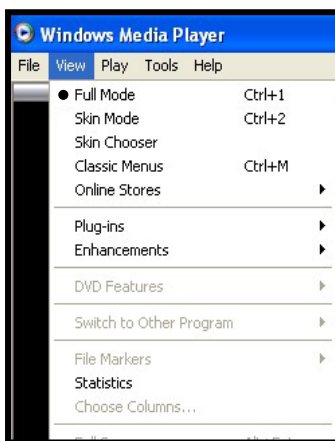 Windows Media Player
File View Play Tools Help
Full Mode Ctrl+1
Skin Mode Ctrl+2
Skin Chooser
Classic Menus Ctrl+M
Online Stores
Plug-ins
Enhancements
DVD Features
Switch to Other Program
File Markers
Statistics
Choose Columns...